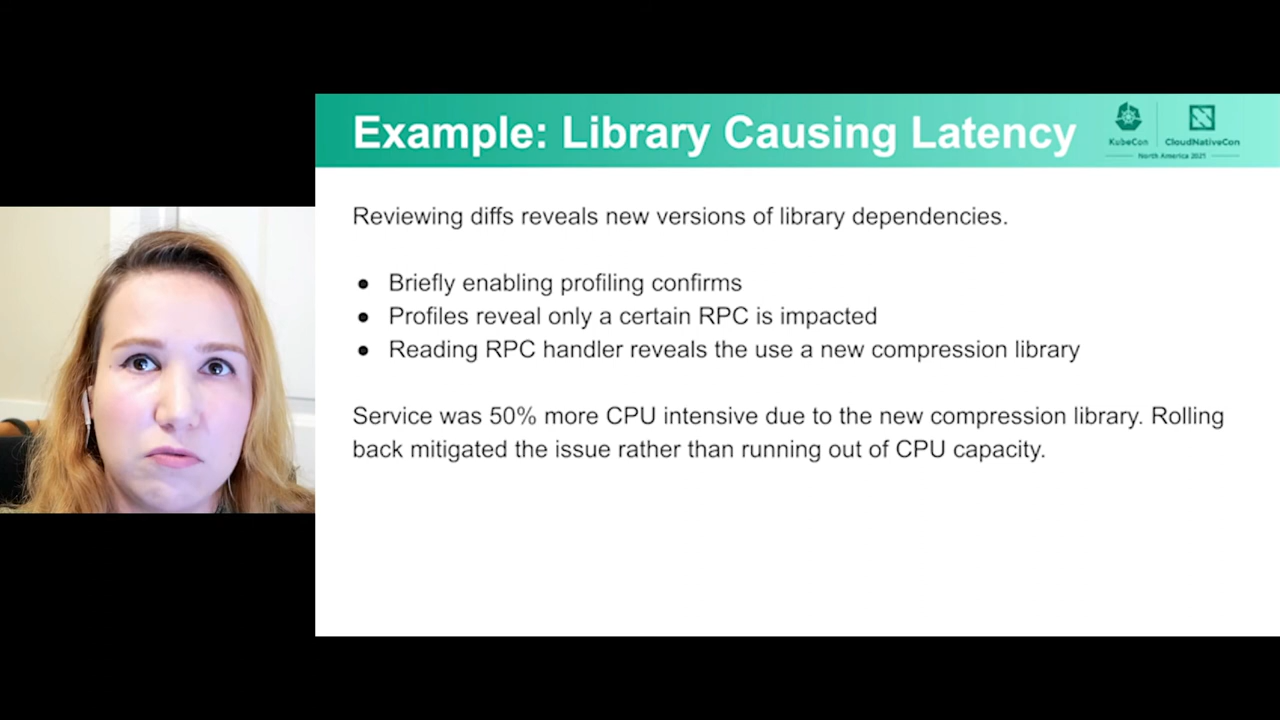 Example: Library Causing Latency
KubeCon
CloudNativeCon
North America 2021
Reviewing diffs reveals new versions of library dependencies.
● Briefly enabling profiling confirms
● Profiles reveal only a certain RPC is impacted
● Reading RPC handler reveals the use a new compression library
Service was 50% more CPU intensive due to the new compression library. Rolling
back mitigated the issue rather than running out of CPU capacity.